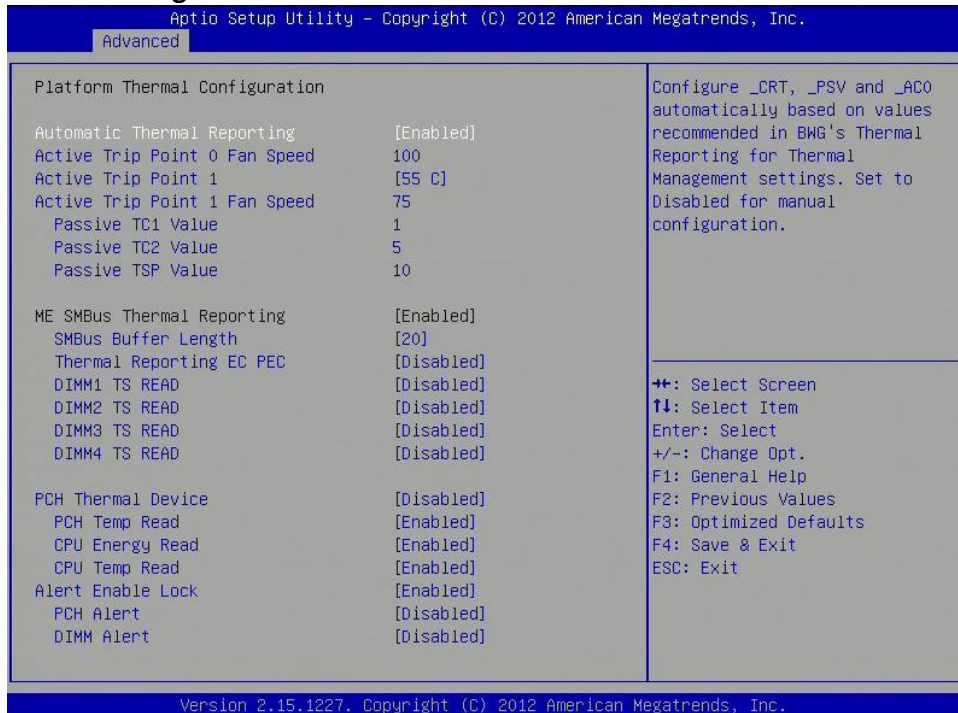 Aptio Setup Utility – Copyright (C) 2012 American Megatrends, Inc.
Advanced
Platform Thermal Configuration
Automatic Thermal Reporting [Enabled]
Active Trip Point 0 Fan Speed 100
Active Trip Point 1 [55 C]
Active Trip Point 1 Fan Speed 75
Passive TC1 Value 1
Passive TC2 Value 5
Passive TSP Value 10
ME SMBus Thermal Reporting [Enabled]
SMBus Buffer Length [20]
Thermal Reporting EC PEC [Disabled]
DIMM1 TS READ [Disabled]
DIMM2 TS READ [Disabled]
DIMM3 TS READ [Disabled]
DIMM4 TS READ [Disabled]
PCH Thermal Device [Disabled]
PCH Temp Read [Enabled]
CPU Energy Read [Enabled]
CPU Temp Read [Enabled]
Alert Enable Lock [Enabled]
PCH Alert [Disabled]
DIMM Alert [Disabled]
Configure _CRT, _PSV and _AC0
automatically based on values
recommended in BWG's Thermal
Reporting for Thermal
Management settings. Set to
Disabled for manual
configuration.
→←: Select Screen
↑↓: Select Item
Enter: Select
+/-: Change Opt.
F1: General Help
F2: Previous Values
F3: Optimized Defaults
F4: Save & Exit
ESC: Exit
Version 2.15.1227. Copyright (C) 2012 American Megatrends, Inc.